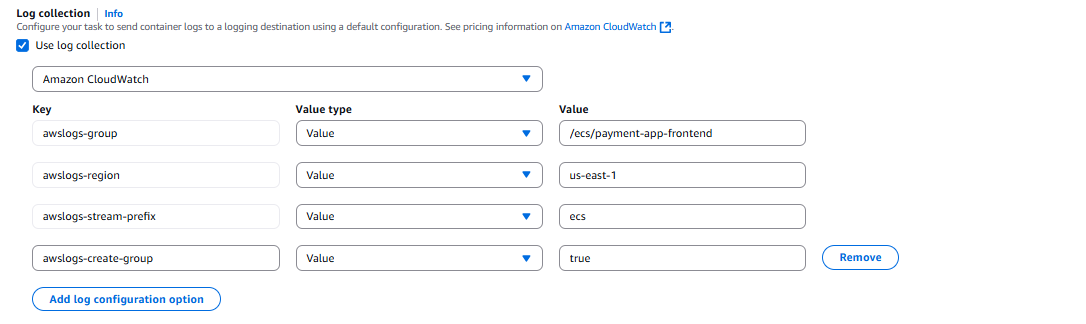 Log collection Info
Configure your task to send container logs to a logging destination using a default configuration. See pricing information on Amazon CloudWatch.
Use log collection
Amazon CloudWatch
Key Value type Value
awslogs-group Value /ecs/payment-app-frontend
awslogs-region Value us-east-1
awslogs-stream-prefix Value ecs
awslogs-create-group Value true Remove
Add log configuration option